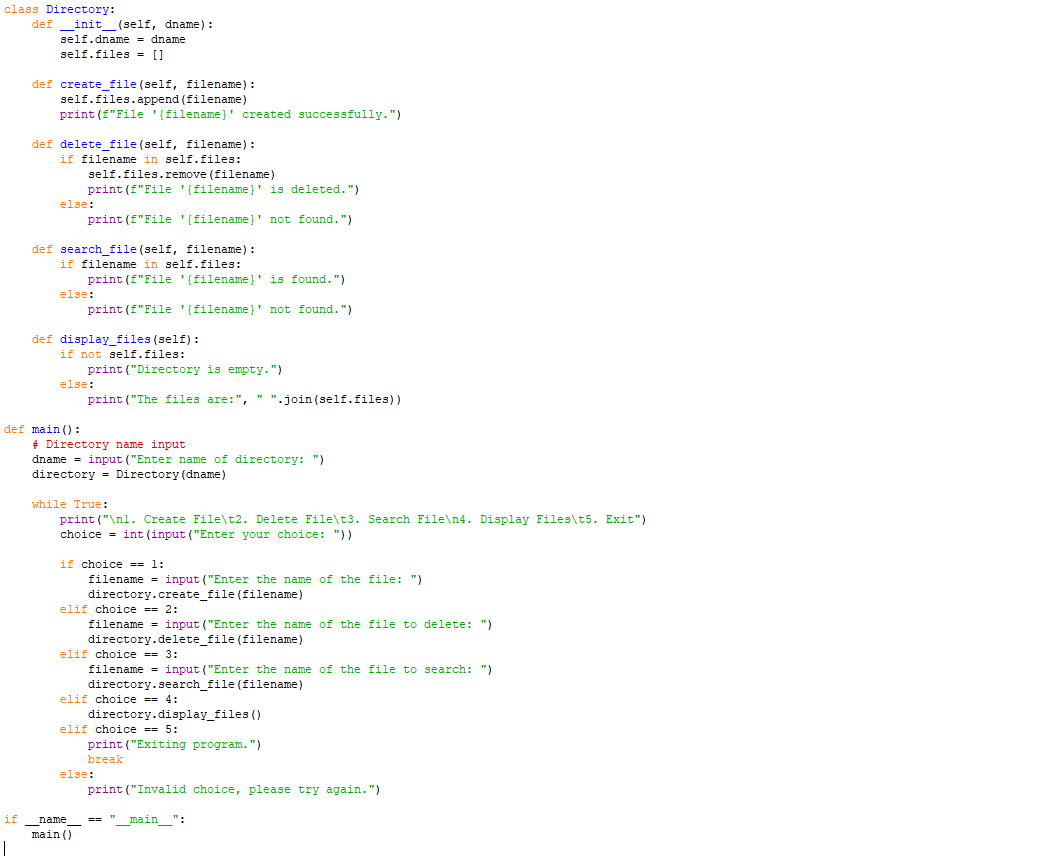 class Directory:
    def __init__(self, dname):
        self.dname = dname
        self.files = []

    def create_file(self, filename):
        self.files.append(filename)
        print(f"File '{filename}' created successfully.")

    def delete_file(self, filename):
        if filename in self.files:
            self.files.remove(filename)
            print(f"File '{filename}' is deleted.")
        else:
            print(f"File '{filename}' not found.")

    def search_file(self, filename):
        if filename in self.files:
            print(f"File '{filename}' is found.")
        else:
            print(f"File '{filename}' not found.")

    def display_files(self):
        if not self.files:
            print("Directory is empty.")
        else:
            print("The files are:", " ".join(self.files))

def main():
    # Directory name input
    dname = input("Enter name of directory: ")
    directory = Directory(dname)

    while True:
        print("\n1. Create File\t2. Delete File\t3. Search File\n4. Display Files\t5. Exit")
        choice = int(input("Enter your choice: "))

        if choice == 1:
            filename = input("Enter the name of the file: ")
            directory.create_file(filename)
        elif choice == 2:
            filename = input("Enter the name of the file to delete: ")
            directory.delete_file(filename)
        elif choice == 3:
            filename = input("Enter the name of the file to search: ")
            directory.search_file(filename)
        elif choice == 4:
            directory.display_files()
        elif choice == 5:
            print("Exiting program.")
            break
        else:
            print("Invalid choice, please try again.")

if __name__ == "__main__":
    main()